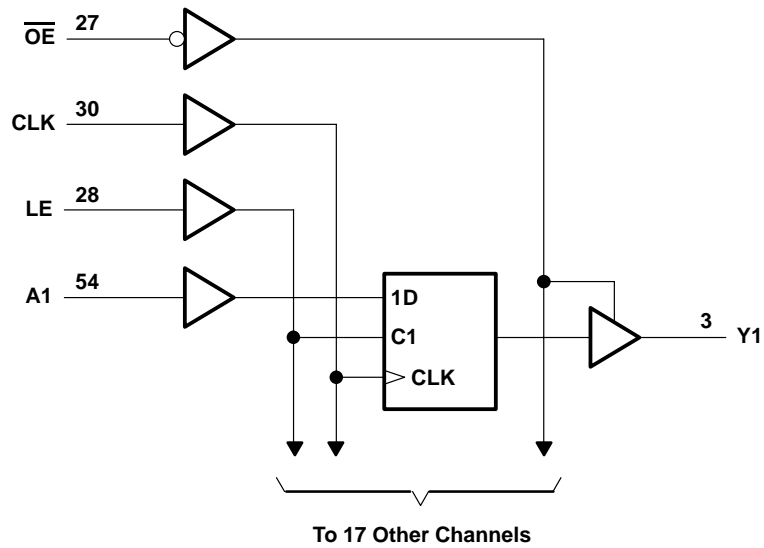 OE 27
CLK 30
LE 28
A1 54
1D
C1
CLK
3 Y1
To 17 Other Channels